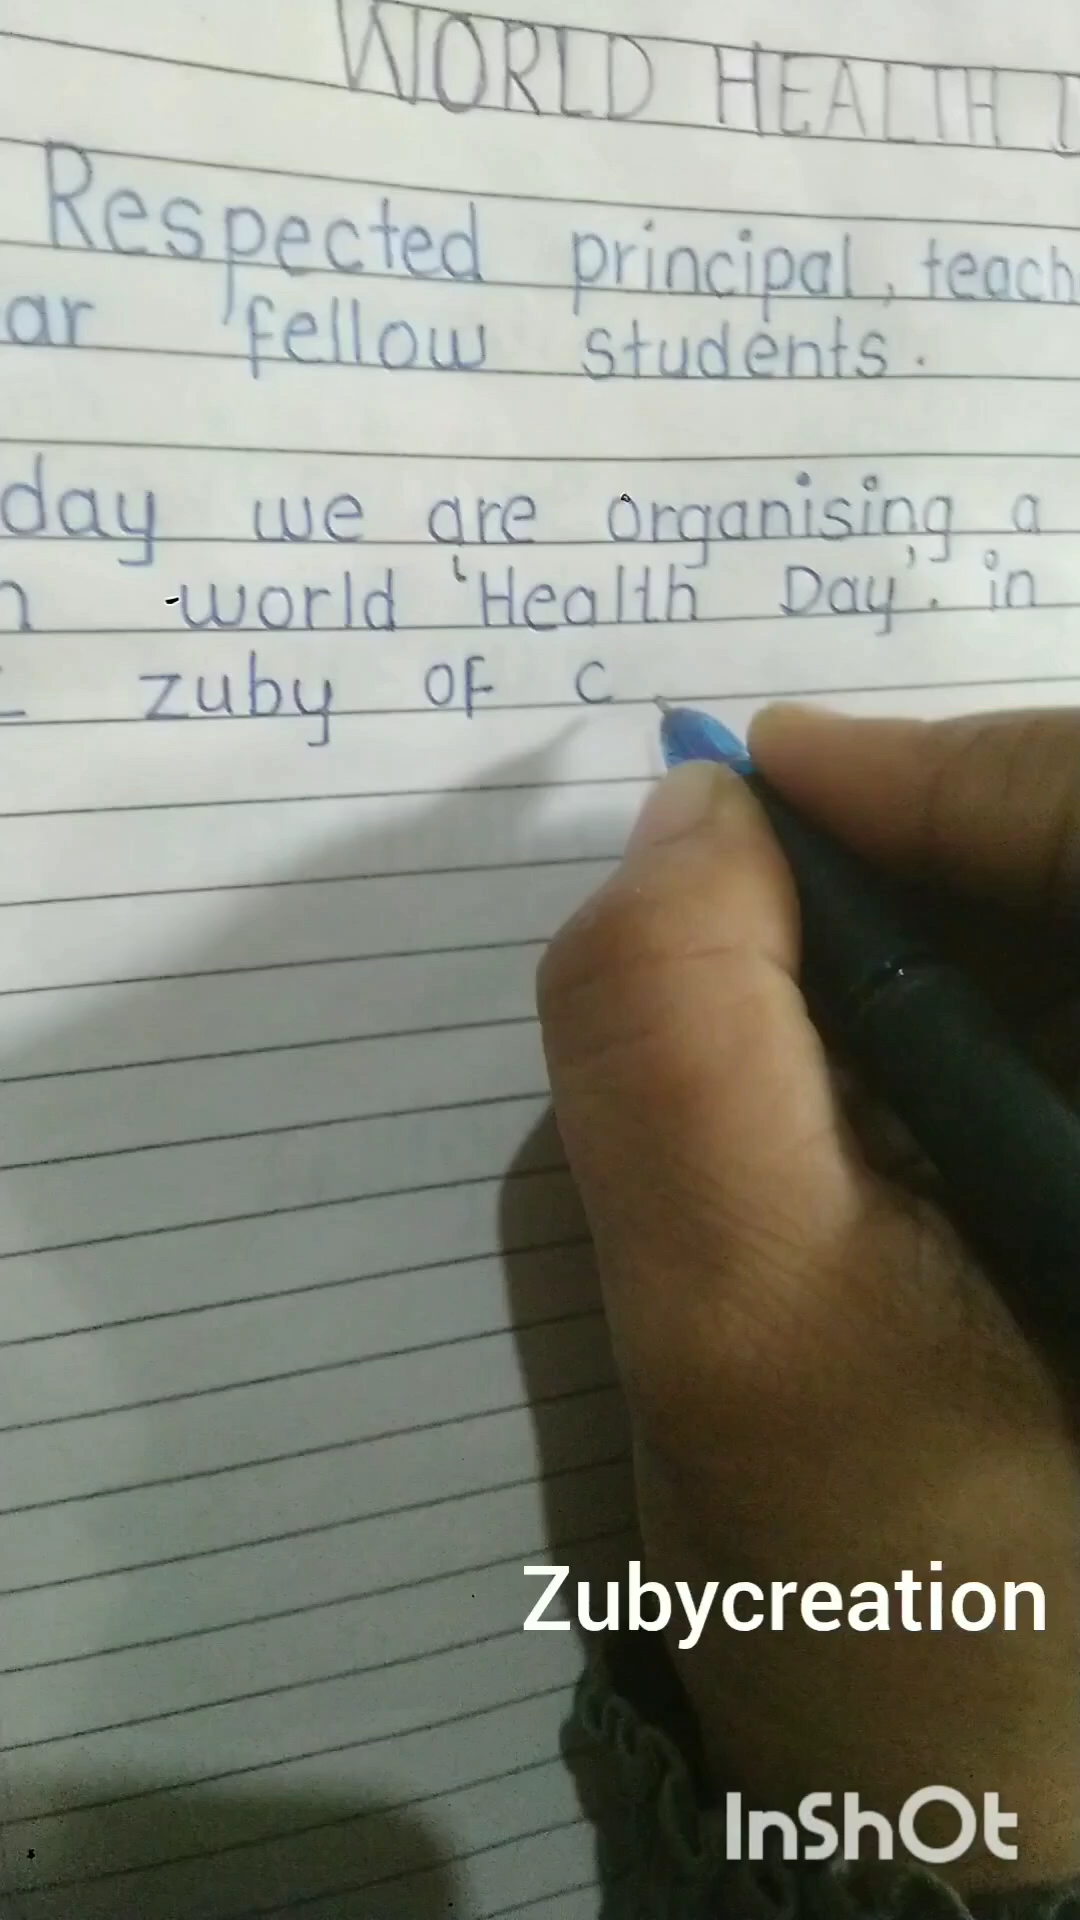 WORLD HEALTH D
Respected principal, teach
ar fellow students.
day we are organising a
n world 'Health Day'. in
zuby of c
Zubycreation
InShOt